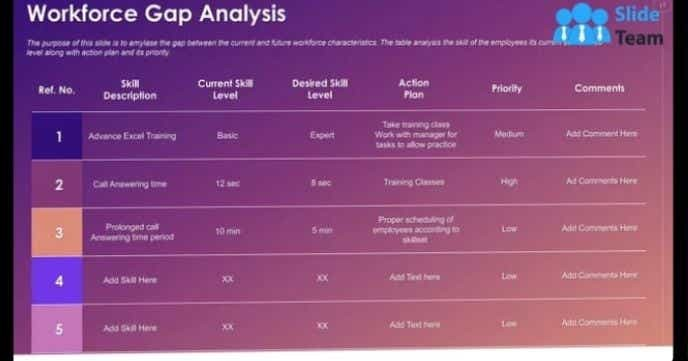 Workforce Gap Analysis
Slide
Team
The purpose of this slide is to amylase the gap between the current and future workforce characteristics. The table analysis the skill of the employees its current
level along with action plan and its priority.
Ref. No.
Skill
Description
Current Skill
Level
Desired Skill
Level
Action
Plan
Priority
Comments
1
Advance Excel Training
Basic
Expert
Take training class
Work with manager for
tasks to allow practice
Medium
Add Comment Here
2
Call Answering time
12 sec
8 sec
Training Classes
High
Ad Comments Here
3
Prolonged call
Answering time period
10 min
5 min
Proper scheduling of
employees according to
skillset
Low
Add Comments Here
4
Add Skill Here
XX
XX
Add Text here
Low
Add Comments Here
5
Add Skill Here
XX
XX
Add Text here
Low
Add Comments Here